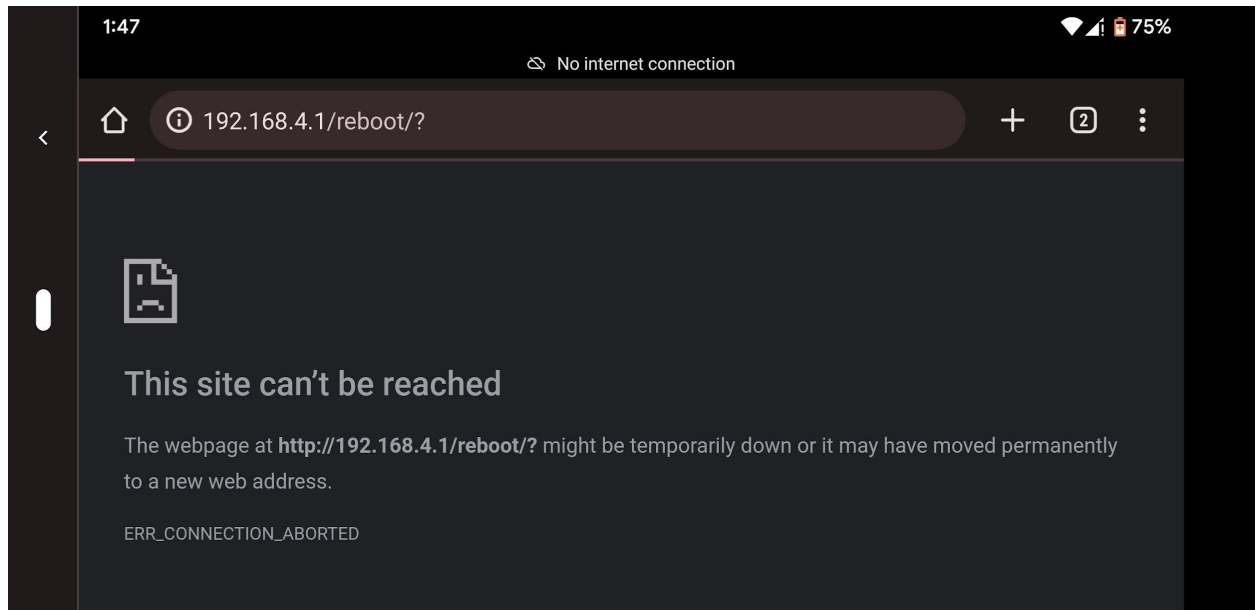 1:47
75%
No internet connection
192.168.4.1/reboot/?
2
This site can't be reached
The webpage at http://192.168.4.1/reboot/? might be temporarily down or it may have moved permanently
to a new web address.
ERR_CONNECTION_ABORTED